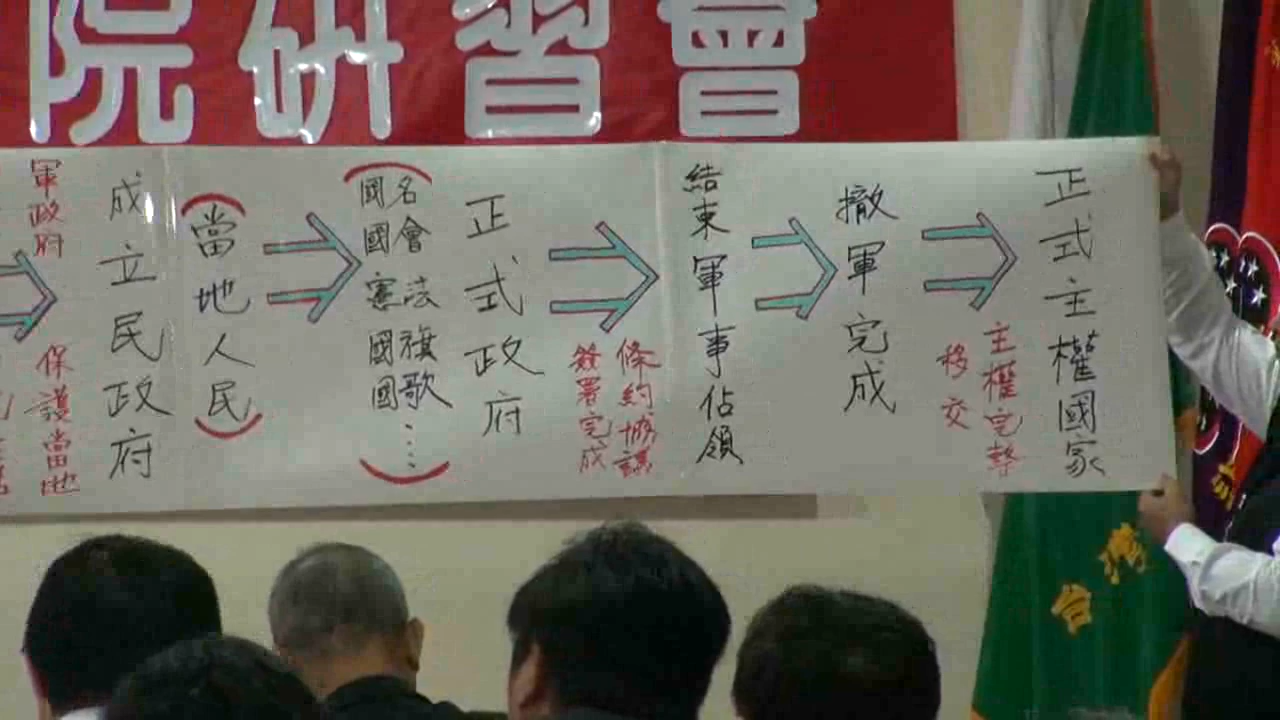 院研習會
軍政府
保護當地
成立民政府
(當地人民)
(國名
國會
憲法
國旗
國歌……)
正式政府
條約協議
簽署完成
結束軍事佔領
撤軍完成
主權完整
移交
正式主權國家
台灣